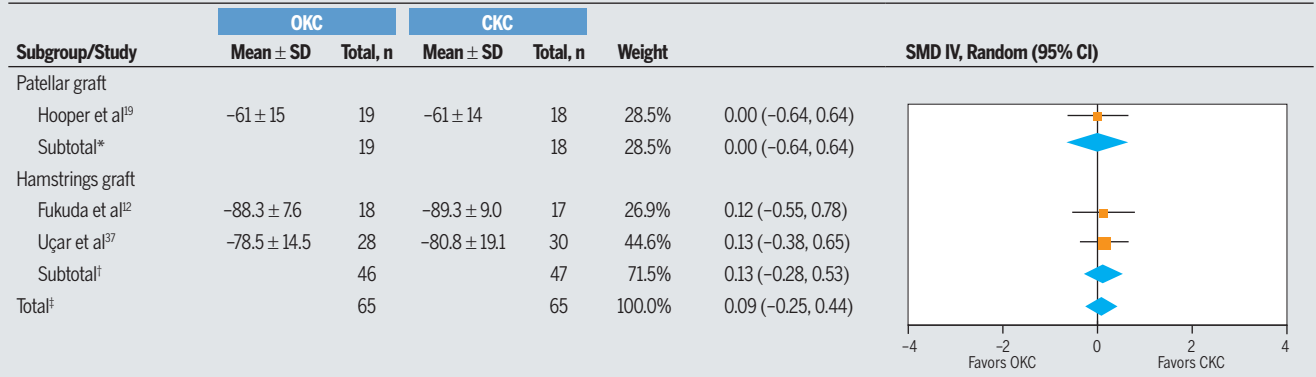 OKC CKC
Subgroup/Study Mean ± SD Total, n Mean ± SD Total, n Weight SMD IV, Random (95% CI)
Patellar graft
Hooper et al¹⁹ –61 ± 15 19 –61 ± 14 18 28.5% 0.00 (–0.64, 0.64)
Subtotal* 19 18 28.5% 0.00 (–0.64, 0.64)
Hamstrings graft
Fukuda et al¹² –88.3 ± 7.6 18 –89.3 ± 9.0 17 26.9% 0.12 (–0.55, 0.78)
Uçar et al³⁷ –78.5 ± 14.5 28 –80.8 ± 19.1 30 44.6% 0.13 (–0.38, 0.65)
Subtotal† 46 47 71.5% 0.13 (–0.28, 0.53)
Total‡ 65 65 100.0% 0.09 (–0.25, 0.44)
–4 –2 0 2 4
Favors OKC Favors CKC